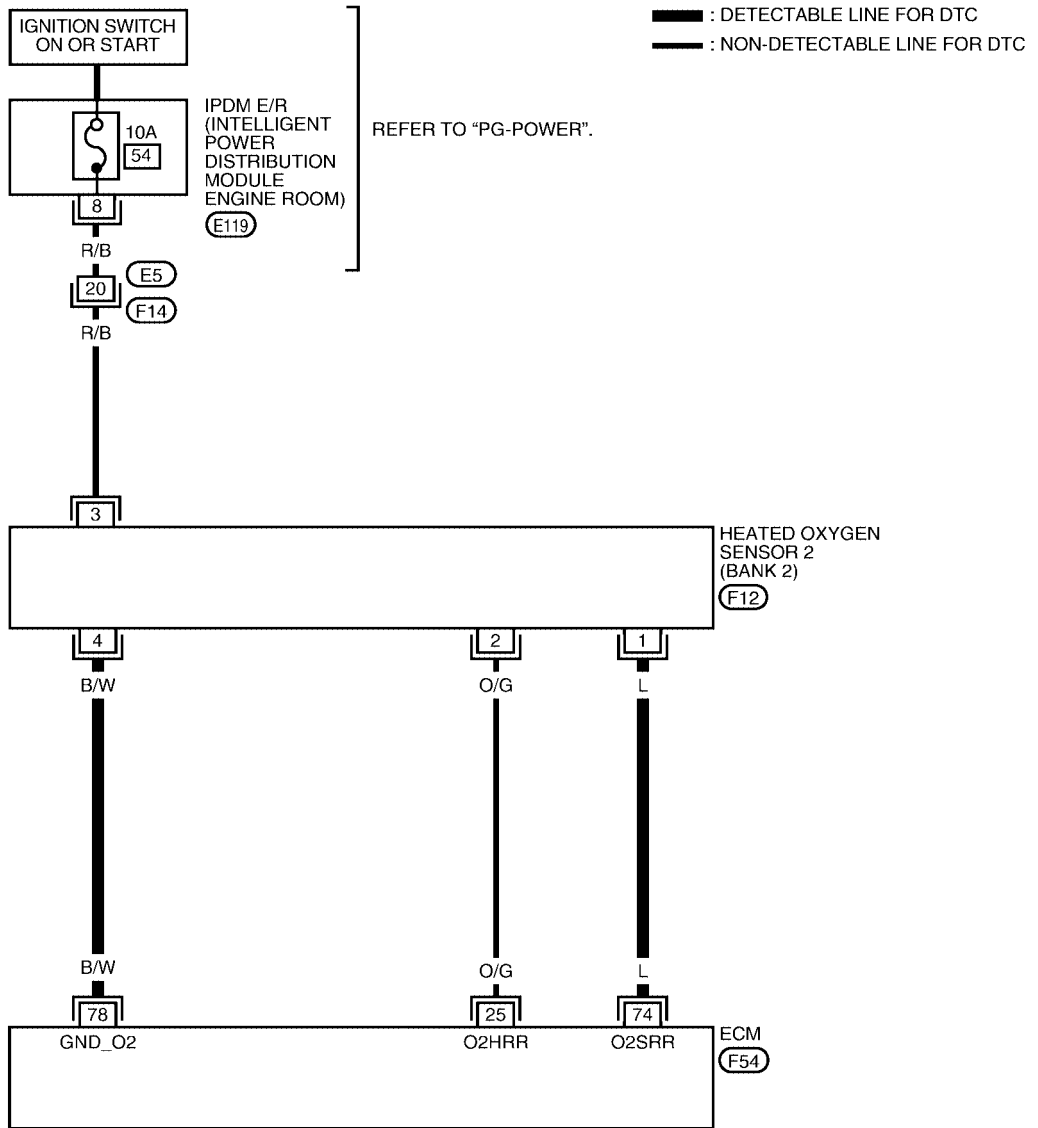 IGNITION SWITCH
ON OR START
: DETECTABLE LINE FOR DTC
: NON-DETECTABLE LINE FOR DTC
10A
54
IPDM E/R
(INTELLIGENT
POWER
DISTRIBUTION
MODULE
ENGINE ROOM)
E119
REFER TO “PG-POWER”.
8
R/B
20
E5
F14
R/B
3
HEATED OXYGEN
SENSOR 2
(BANK 2)
F12
4 2 1
B/W O/G L
B/W O/G L
78 25 74
GND_O2 O2HRR O2SRR
ECM
F54